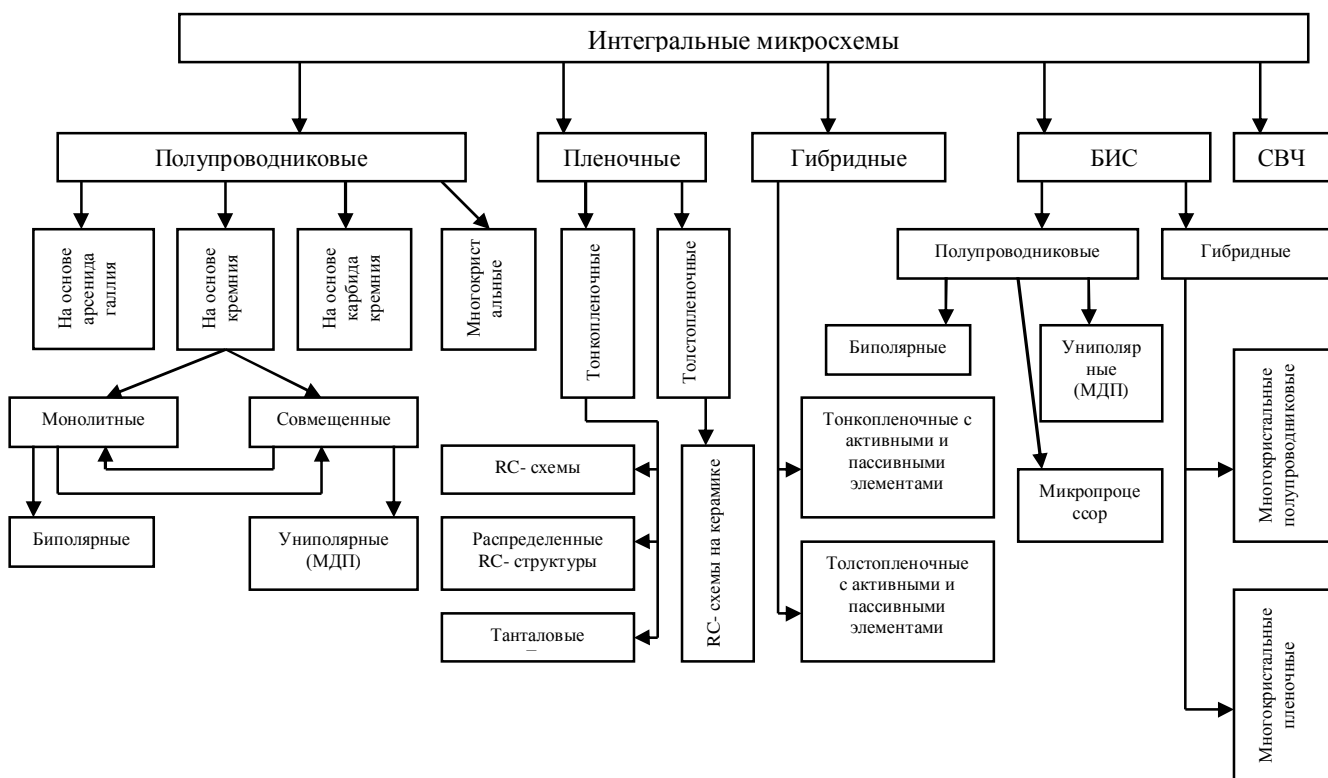 Интегральные микросхемы
Полупроводниковые
Пленочные
Гибридные
БИС
СВЧ
На основе
арсенида
галлия
На основе
кремния
На основе
карбида
кремния
Многокрист
альные
Тонкопленочные
Толстопленочные
Полупроводниковые
Гибридные
Биполярные
Униполяр
ные
(МДП)
Монолитные
Совмещенные
Тонкопленочные с
активными и
пассивными
элементами
Многокристальные
полупроводниковые
RC- схемы
RC- схемы на керамике
Микропроце
ссор
Биполярные
Униполярные
(МДП)
Распределенные
RC- структуры
Толстопленочные
с активными и
пассивными
элементами
Танталовые
Многокристальные
пленочные